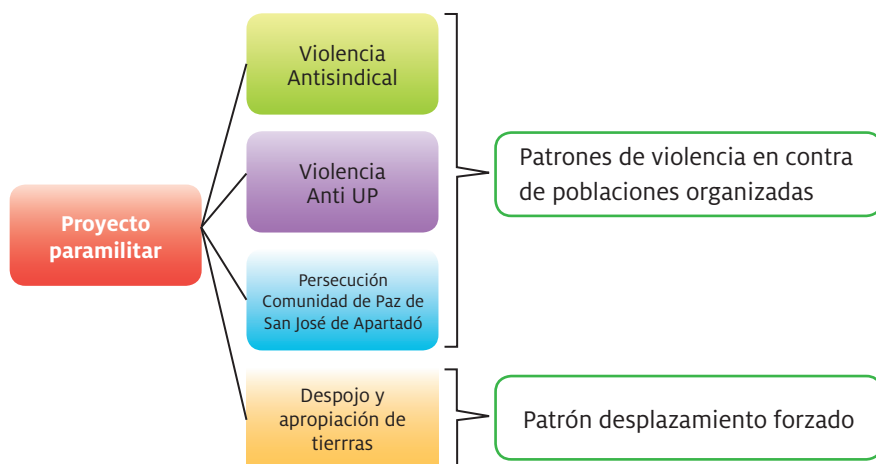 Proyecto
paramilitar
Violencia
Antisindical
Violencia
Anti UP
Persecución
Comunidad de Paz de
San José de Apartadó
Despojo y
apropiación de
tierrras
Patrones de violencia en contra
de poblaciones organizadas
Patrón desplazamiento forzado